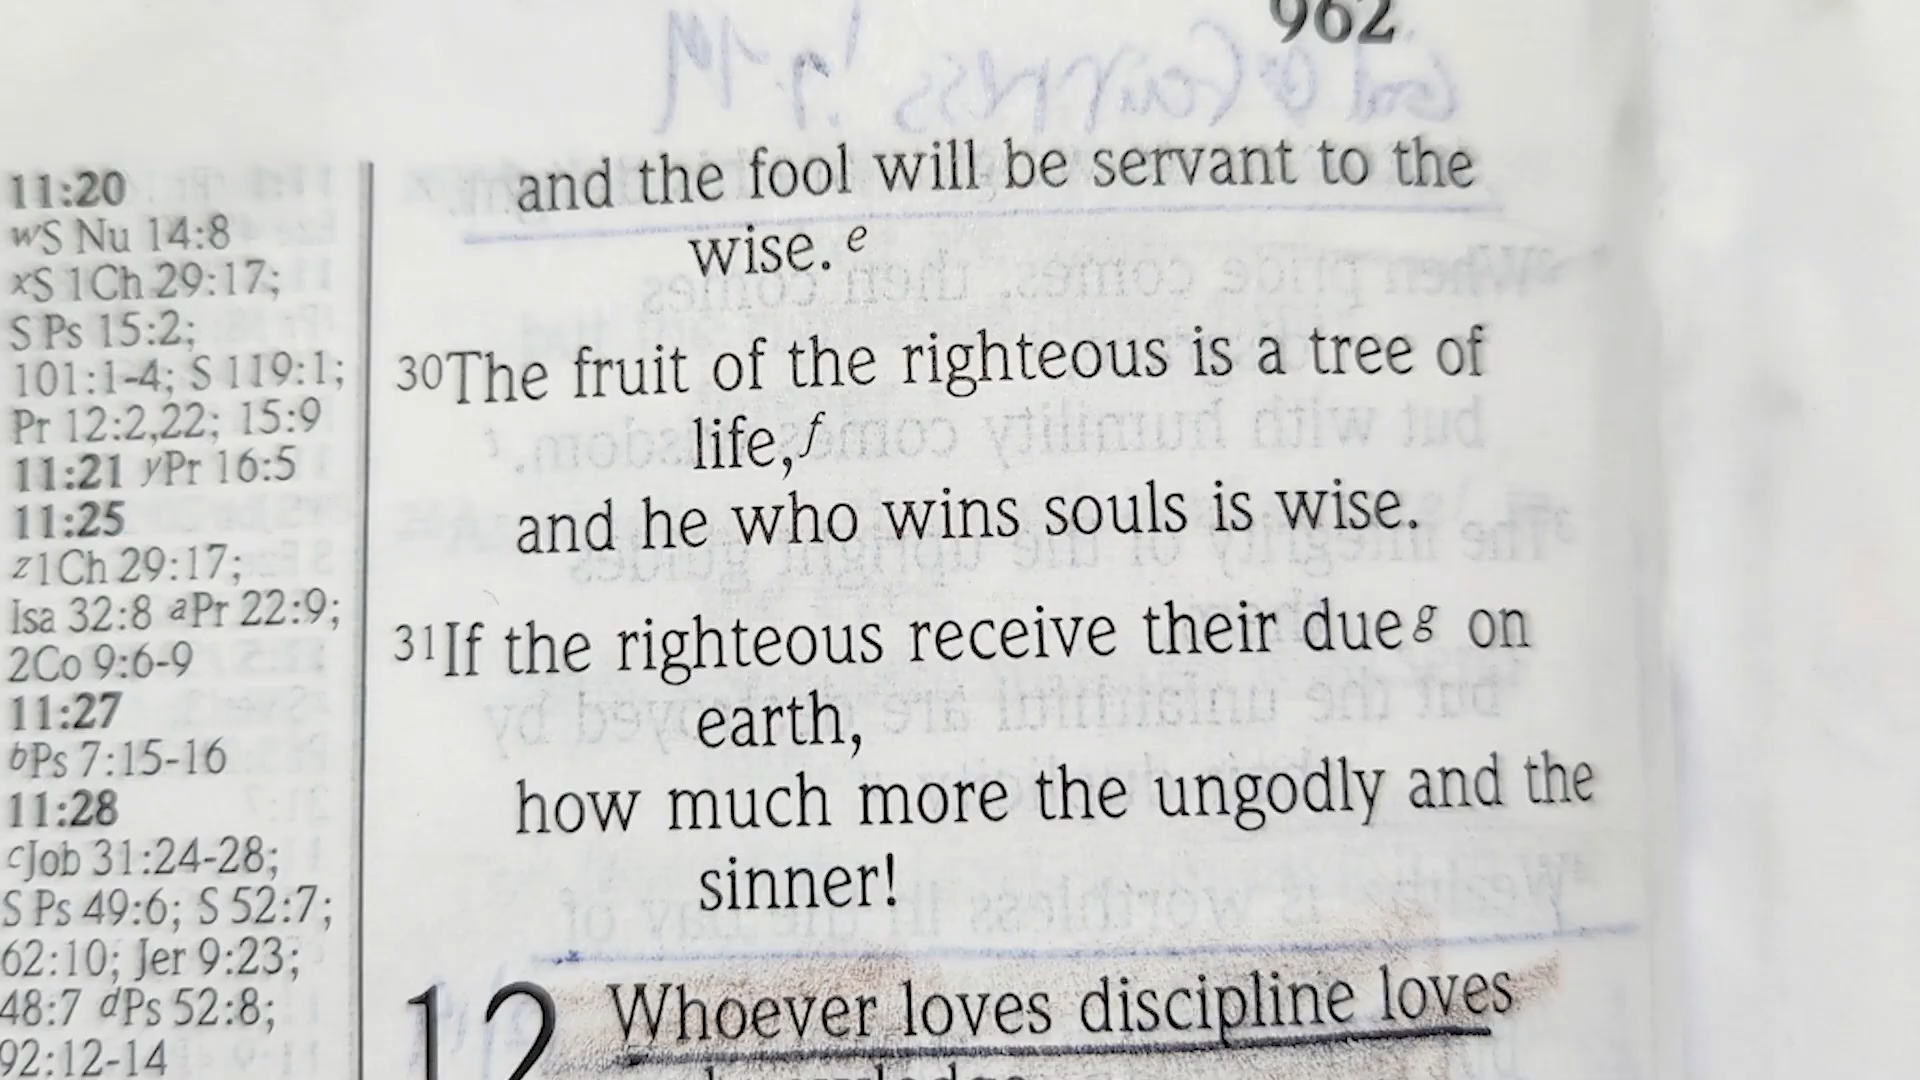 962
11:20
wS Nu 14:8
xS 1Ch 29:17;
S Ps 15:2;
101:1-4; S 119:1;
Pr 12:2,22; 15:9
11:21 yPr 16:5
11:25
z1Ch 29:17;
Isa 32:8 aPr 22:9;
2Co 9:6-9
11:27
bPs 7:15-16
11:28
cJob 31:24-28;
S Ps 49:6; S 52:7;
62:10; Jer 9:23;
48:7 dPs 52:8;
92:12-14
and the fool will be servant to the
wise.e
30The fruit of the righteous is a tree of
life,f
and he who wins souls is wise.
31If the righteous receive their dueg on
earth,
how much more the ungodly and the
sinner!
12 Whoever loves discipline loves